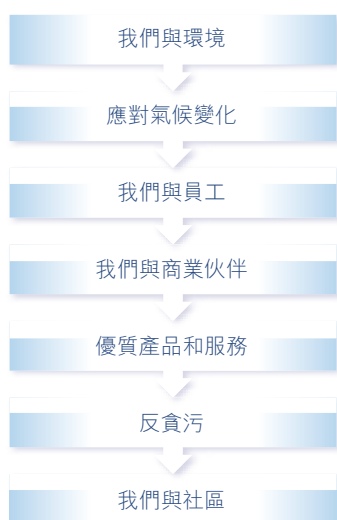 我們與環境
應對氣候變化
我們與員工
我們與商業伙伴
優質產品和服務
反貪污
我們與社區